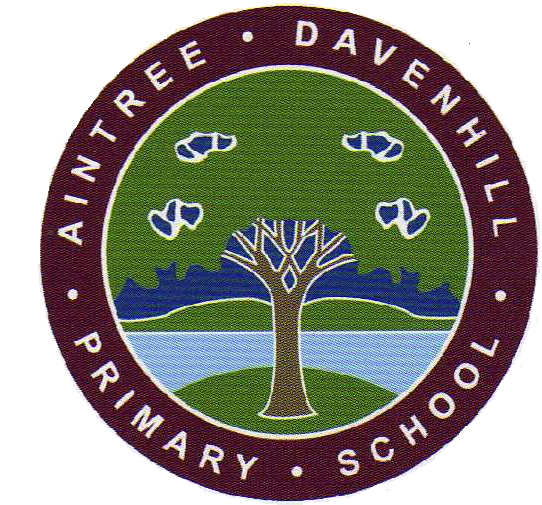 AINTREE • DAVENHILL
• PRIMARY • SCHOOL •